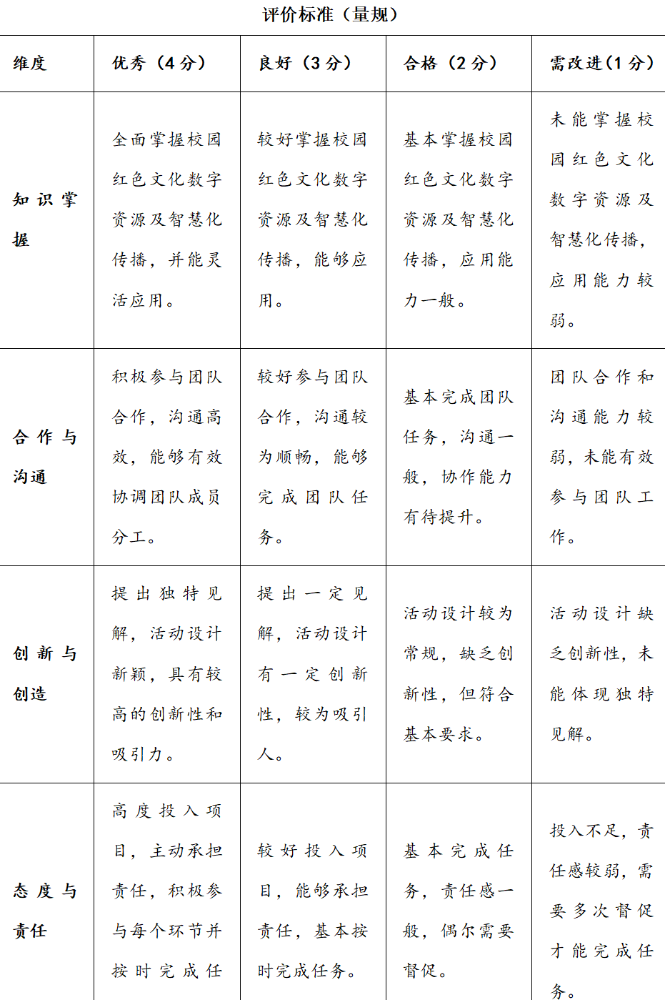 评价标准（量规）
维度
优秀（4分）
良好（3分）
合格（2分）
需改进（1分）
知识掌
握
全面掌握校园
红色文化数字
资源及智慧化
传播，并能灵
活应用。
较好掌握校园
红色文化数字
资源及智慧化
传播，能够应
用。
基本掌握校园
红色文化数字
资源及智慧化
传播，应用能
力一般。
未能掌握校
园红色文化
数字资源及
智慧化传播，
应用能力较
弱。
合作与
沟通
积极参与团队
合作，沟通高
效，能够有效
协调团队成员
分工。
较好参与团队
合作，沟通较
为顺畅，能够
完成团队任
务。
基本完成团队
任务，沟通一
般，协作能力
有待提升。
团队合作和
沟通能力较
弱，未能有效
参与团队工
作。
创新与
创造
提出独特见
解，活动设计
新颖，具有较
高的创新性和
吸引力。
提出一定见
解，活动设计
有一定创新
性，较为吸引
人。
活动设计较为
常规，缺乏创
新性，但符合
基本要求。
活动设计缺
乏创新性，未
能体现独特
见解。
态度与
责任
高度投入项
目，主动承担
责任，积极参
与每个环节并
按时完成任
较好投入项
目，能够承担
责任，基本按
时完成任务。
基本完成任
务，责任感一
般，偶尔需要
督促。
投入不足，责
任感较弱，需
要多次督促
才能完成任
务。